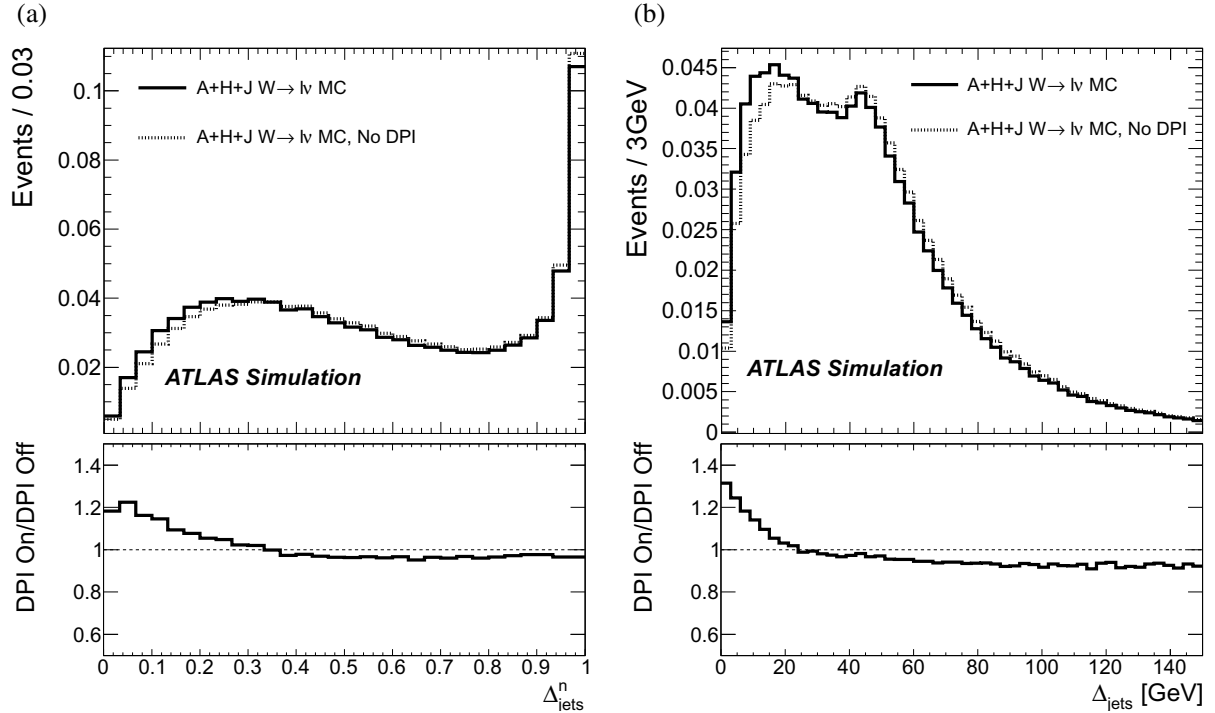 (a)
Events / 0.03
0.1
0.08
0.06
0.04
0.02
A+H+J W→ lν MC
A+H+J W→ lν MC, No DPI
ATLAS Simulation
DPI On/DPI Off
1.4
1.2
1
0.8
0.6
0 0.1 0.2 0.3 0.4 0.5 0.6 0.7 0.8 0.9 1
Δⁿjets
(b)
Events / 3GeV
0.045
0.04
0.035
0.03
0.025
0.02
0.015
0.01
0.005
0
A+H+J W→ lν MC
A+H+J W→ lν MC, No DPI
ATLAS Simulation
DPI On/DPI Off
1.4
1.2
1
0.8
0.6
0 20 40 60 80 100 120 140
Δjets [GeV]